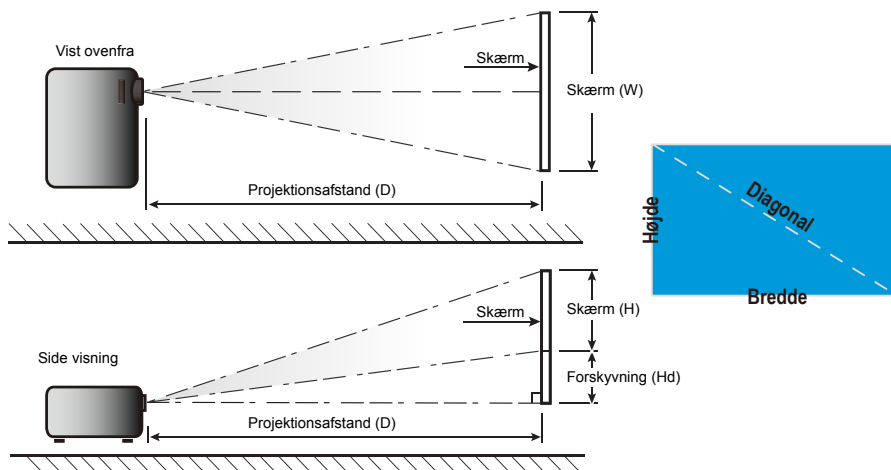 Vist ovenfra
Skærm
Skærm (W)
Projektionsafstand (D)
Højde
Diagonal
Bredde
Skærm
Skærm (H)
Side visning
Forskyvning (Hd)
Projektionsafstand (D)